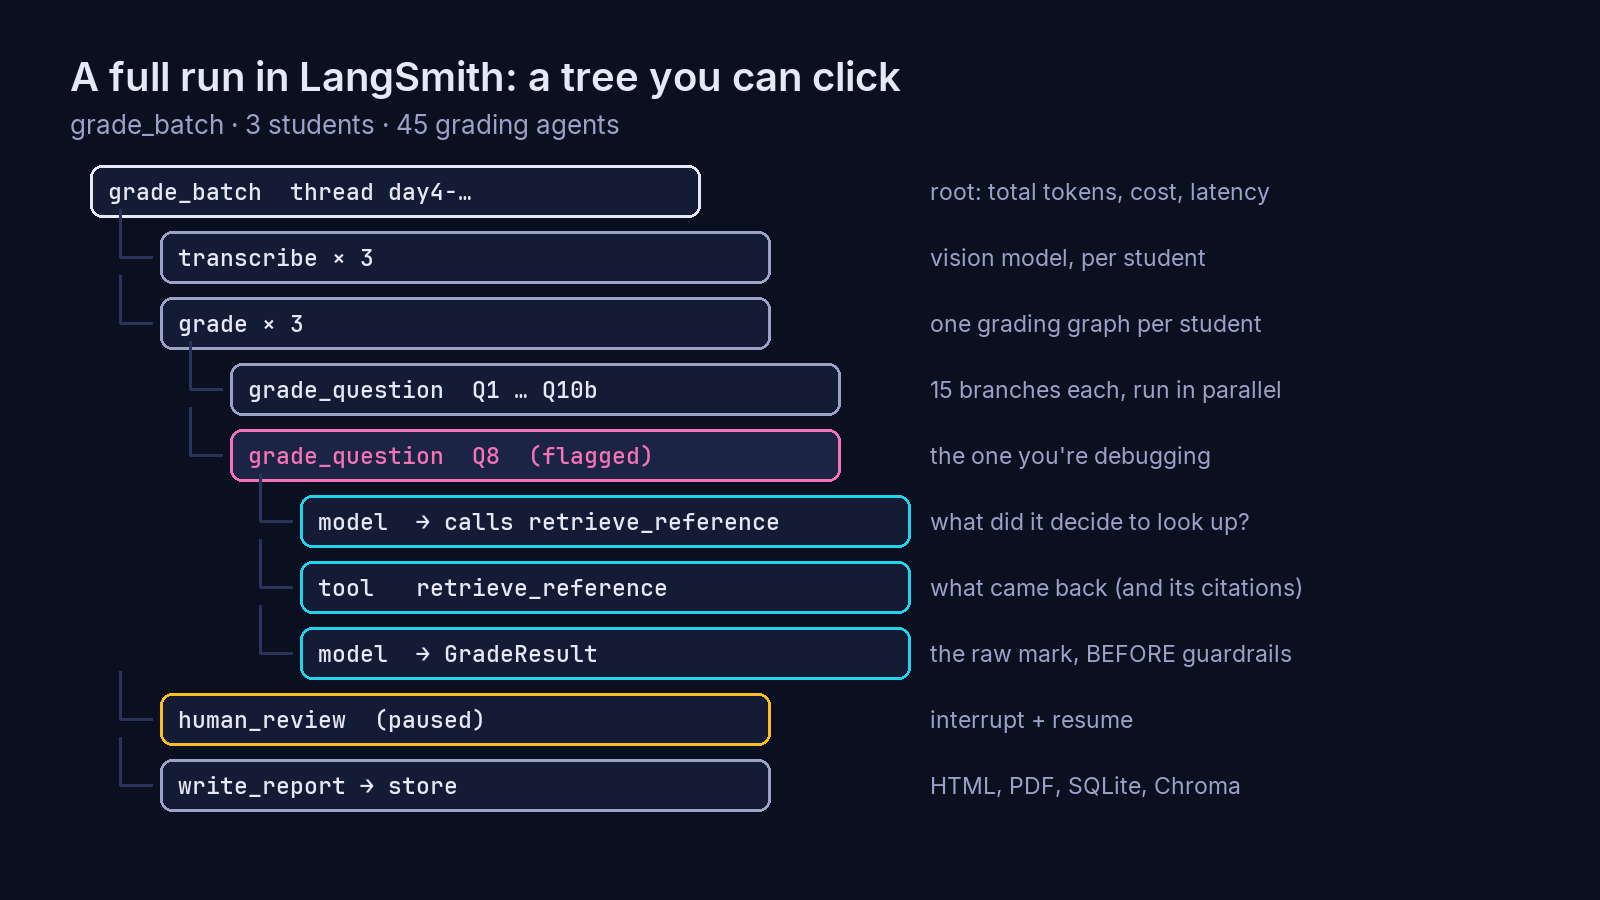 A full run in LangSmith: a tree you can click
grade_batch · 3 students · 45 grading agents
grade_batch  thread day4-…
root: total tokens, cost, latency
transcribe × 3
vision model, per student
grade × 3
one grading graph per student
grade_question  Q1 … Q10b
15 branches each, run in parallel
grade_question  Q8  (flagged)
the one you're debugging
model  → calls retrieve_reference
what did it decide to look up?
tool   retrieve_reference
what came back (and its citations)
model  → GradeResult
the raw mark, BEFORE guardrails
human_review  (paused)
interrupt + resume
write_report → store
HTML, PDF, SQLite, Chroma